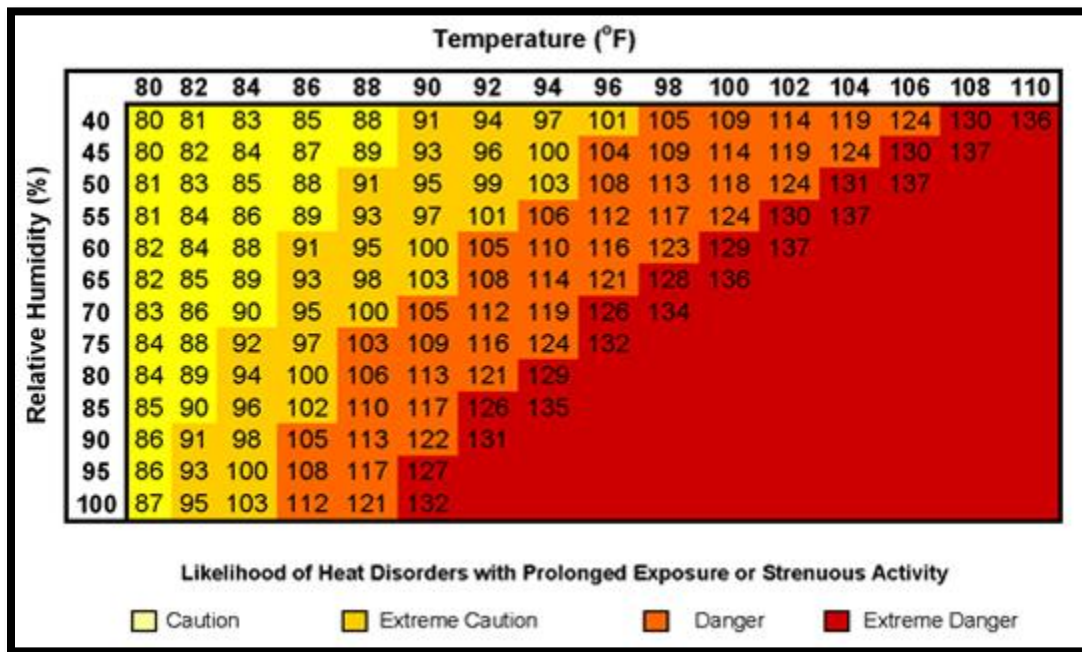 Temperature (°F)
80 82 84 86 88 90 92 94 96 98 100 102 104 106 108 110
Relative Humidity (%)
40 80 81 83 85 88 91 94 97 101 105 109 114 119 124 130 136
45 80 82 84 87 89 93 96 100 104 109 114 119 124 130 137
50 81 83 85 88 91 95 99 103 108 113 118 124 131 137
55 81 84 86 89 93 97 101 106 112 117 124 130 137
60 82 84 88 91 95 100 105 110 116 123 129 137
65 82 85 89 93 98 103 108 114 121 128 136
70 83 86 90 95 100 105 112 119 126 134
75 84 88 92 97 103 109 116 124 132
80 84 89 94 100 106 113 121 129
85 85 90 96 102 110 117 126 135
90 86 91 98 105 113 122 131
95 86 93 100 108 117 127
100 87 95 103 112 121 132
Likelihood of Heat Disorders with Prolonged Exposure or Strenuous Activity
Caution Extreme Caution Danger Extreme Danger